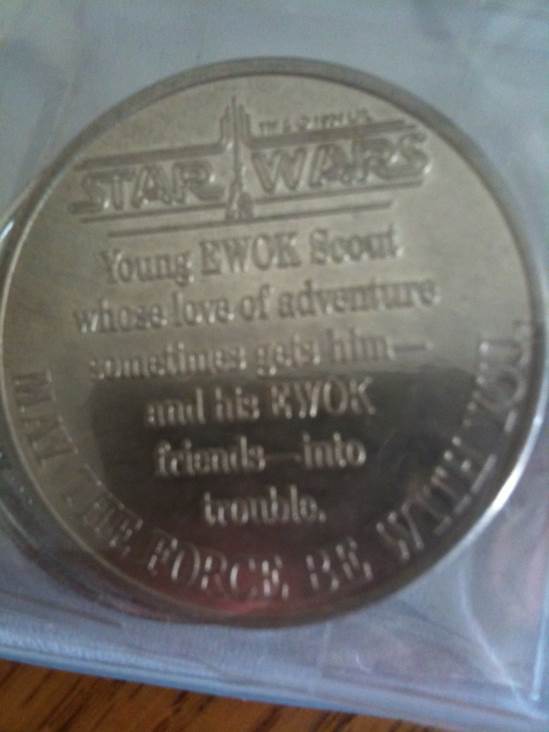 STAR WARS
Young EWOK Scout
whose love of adventure
sometimes gets him—
and his EWOK
friends—into
trouble.
MAY THE FORCE BE WITH YOU.